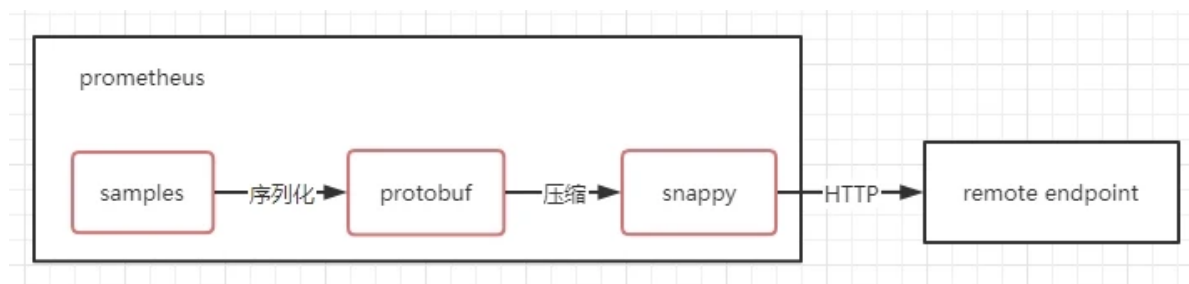 prometheus
samples 序列化 protobuf 压缩 snappy HTTP remote endpoint